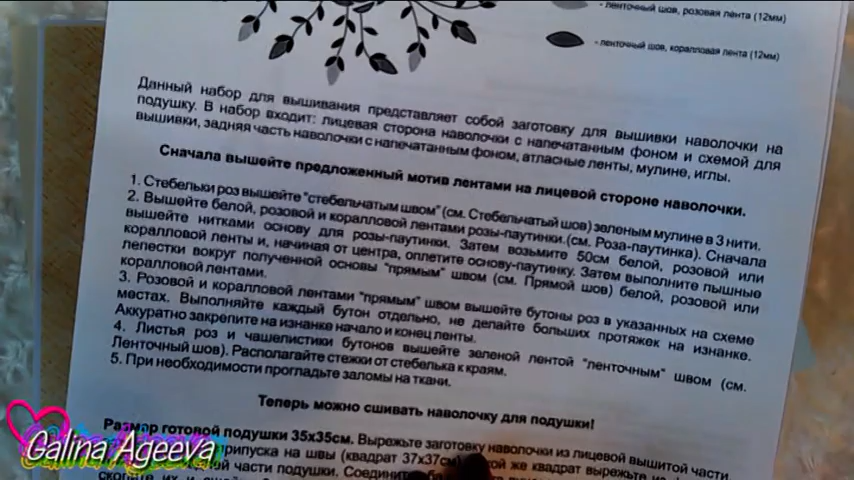 - ленточный шов, розовая лента (12мм)
- ленточный шов, коралловая лента (12мм)
Данный набор для вышивания представляет собой заготовку для вышивки наволочки на
подушку. В набор входит: лицевая сторона наволочки с напечатанным фоном и схемой для
вышивки, задняя часть наволочки с напечатанным фоном, атласные ленты, мулине, иглы.
Сначала вышейте предложенный мотив лентами на лицевой стороне наволочки.
1. Стебельки роз вышейте "стебельчатым швом" (см. Стебельчатый шов) зеленым мулине в 3 нити.
2. Вышейте белой, розовой и коралловой лентами розы-паутинки.(см. Роза-паутинка). Сначала
вышейте нитками основу для розы-паутинки. Затем возьмите 50см белой, розовой или
коралловой ленты и, начиная от центра, оплетите основу-паутинку. Затем выполните пышные
лепестки вокруг полученной основы "прямым" швом (см. Прямой шов) белой, розовой или
коралловой лентами.
3. Розовой и коралловой лентами "прямым" швом вышейте бутоны роз в указанных на схеме
местах. Выполняйте каждый бутон отдельно, не делайте больших протяжек на изнанке.
Аккуратно закрепите на изнанке начало и конец ленты.
4. Листья роз и чашелистики бутонов вышейте зеленой лентой "ленточным" швом (см.
Ленточный шов). Располагайте стежки от стебелька к краям.
5. При необходимости прогладьте заломы на ткани.
Теперь можно сшивать наволочку для подушки!
Размер готовой подушки 35х35см. Вырежьте заготовку наволочки из лицевой вышитой части,
припуска на швы (квадрат 37х37см) же квадрат вырежьте из
части подушки. Соедините
Galina Ageeva